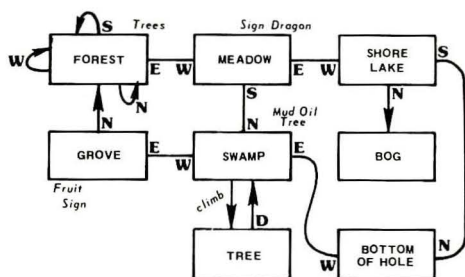 S Trees Sign Dragon
W FOREST E W MEADOW E W SHORE LAKE S
N S N
N N Mud Oil Tree
GROVE E W SWAMP E BOG
Fruit Sign
climb D
TREE W BOTTOM OF HOLE N